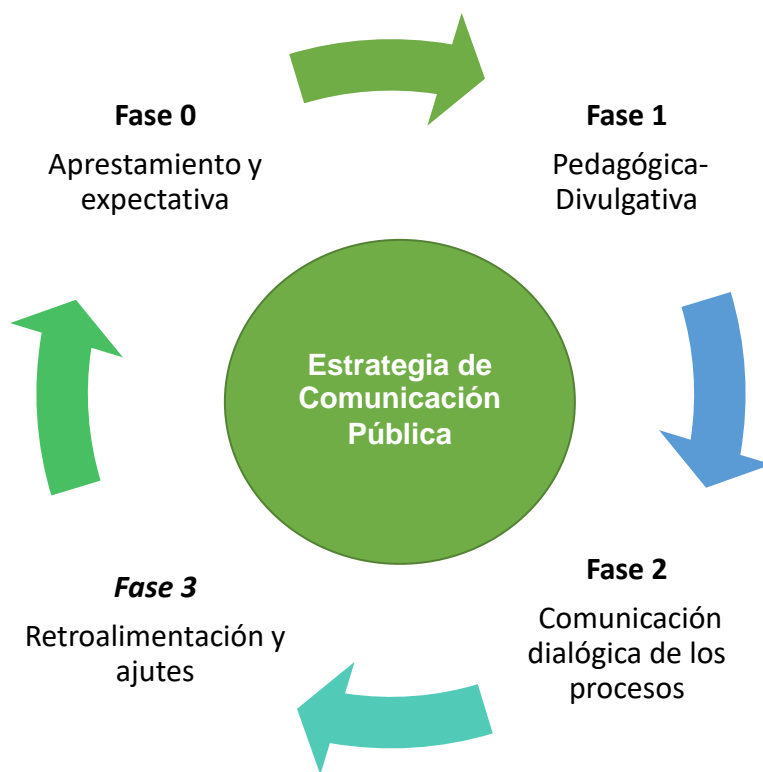 Fase 0
Aprestamiento y
expectativa
Fase 1
Pedagógica-
Divulgativa
Estrategia de
Comunicación
Pública
Fase 2
Comunicación
dialógica de los
procesos
Fase 3
Retroalimentación y
ajutes